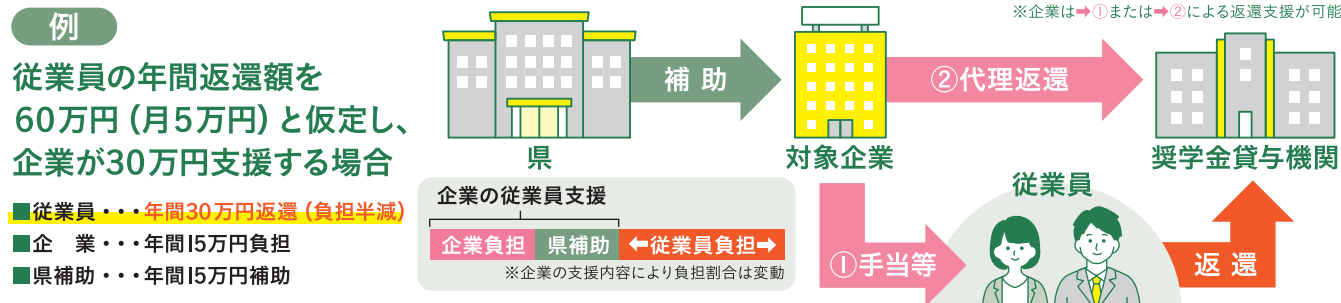 例
従業員の年間返還額を
60万円（月5万円）と仮定し、
企業が30万円支援する場合
■従業員・・・年間30万円返還（負担半減）
■企　業・・・年間15万円負担
■県補助・・・年間15万円補助
※企業は➡①または➡②による返還支援が可能
補助
②代理返還
県
対象企業
奨学金貸与機関
企業の従業員支援
企業負担
県補助
⬅従業員負担➡
※企業の支援内容により負担割合は変動
①手当等
従業員
返還